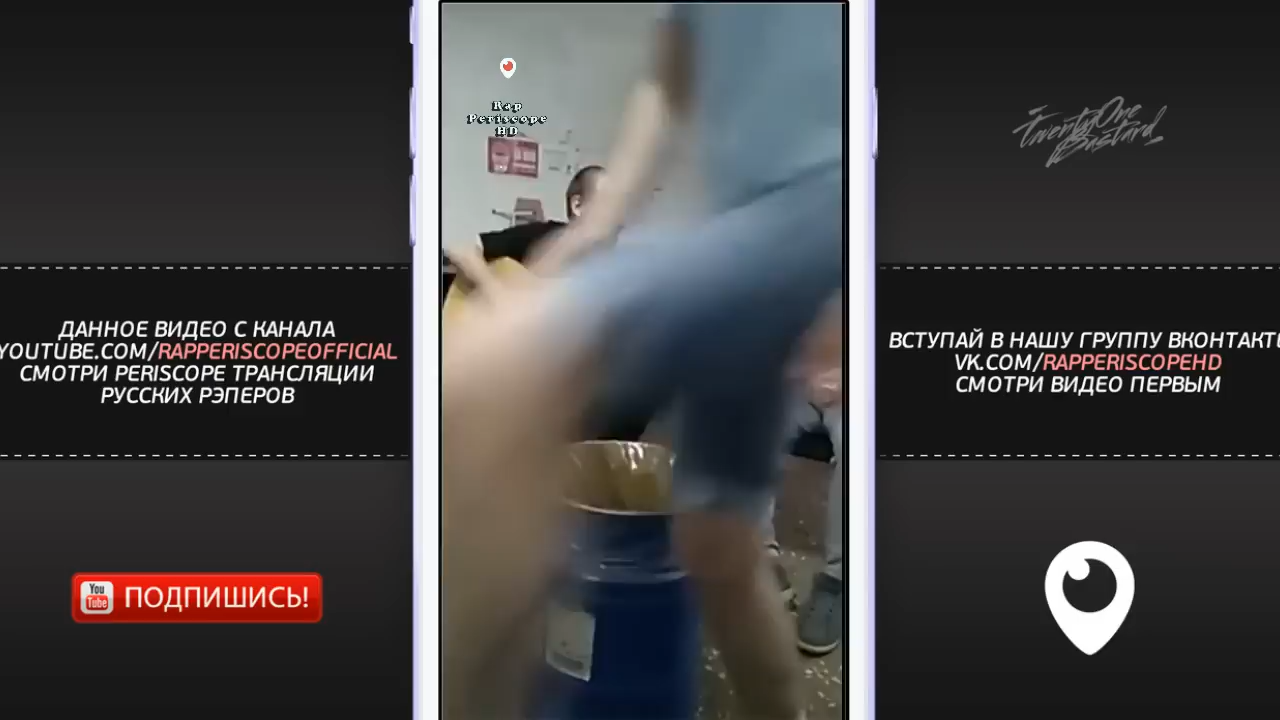 Rap
Periscope
HD
TwentyOne
Bastard
ДАННОЕ ВИДЕО С КАНАЛА
YOUTUBE.COM/RAPPERISCOPEOFFICIAL
СМОТРИ PERISCOPE ТРАНСЛЯЦИИ
РУССКИХ РЭПЕРОВ
ВСТУПАЙ В НАШУ ГРУППУ ВКОНТАКТЕ
VK.COM/RAPPERISCOPEHD
СМОТРИ ВИДЕО ПЕРВЫМ
You
Tube
ПОДПИШИСЬ!